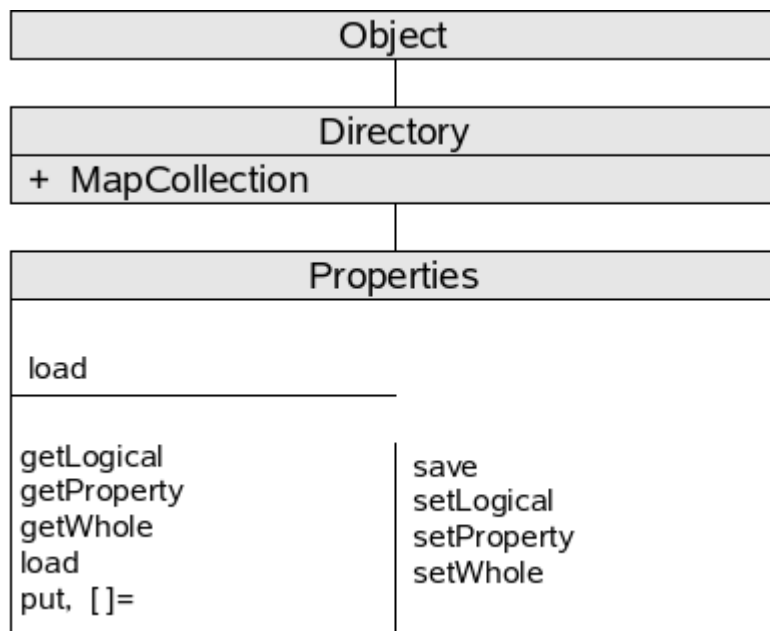 Object
Directory
+ MapCollection
Properties
load
getLogical
getProperty
getWhole
load
put, []=
save
setLogical
setProperty
setWhole